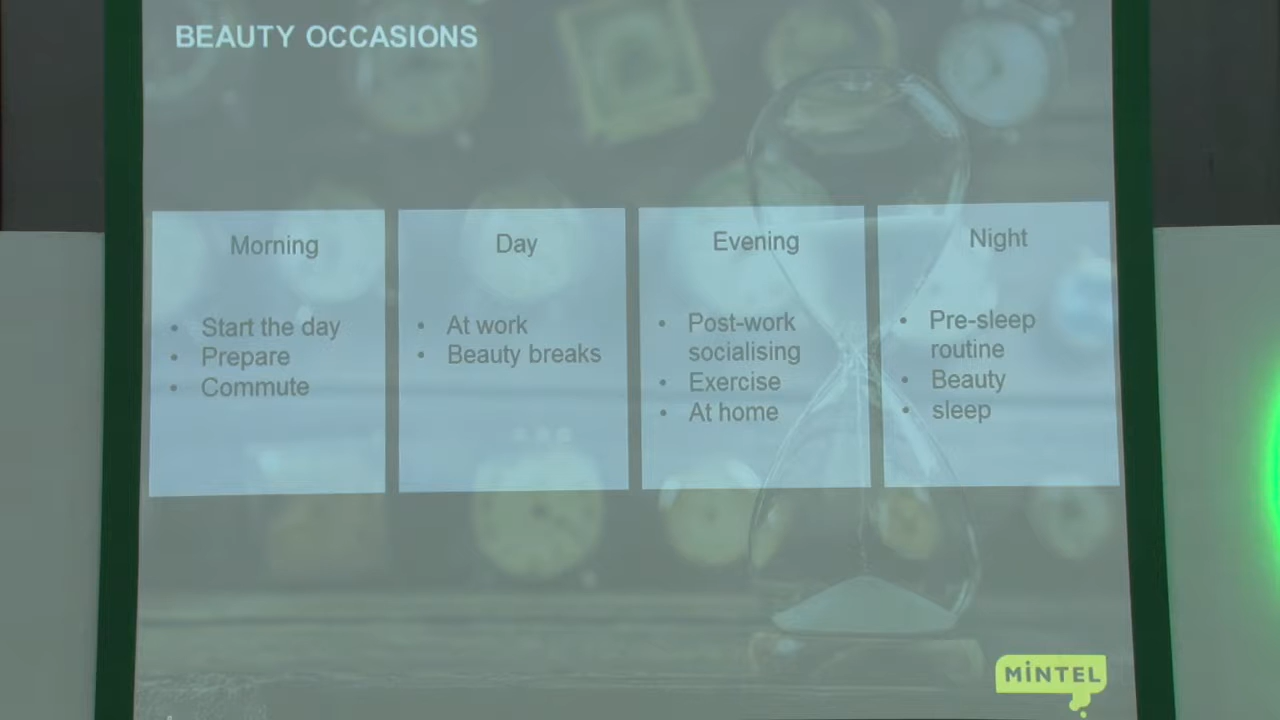 BEAUTY OCCASIONS
Morning
• Start the day
• Prepare
• Commute
Day
• At work
• Beauty breaks
Evening
• Post-work
socialising
• Exercise
• At home
Night
• Pre-sleep
routine
• Beauty
• sleep
MiNTEL